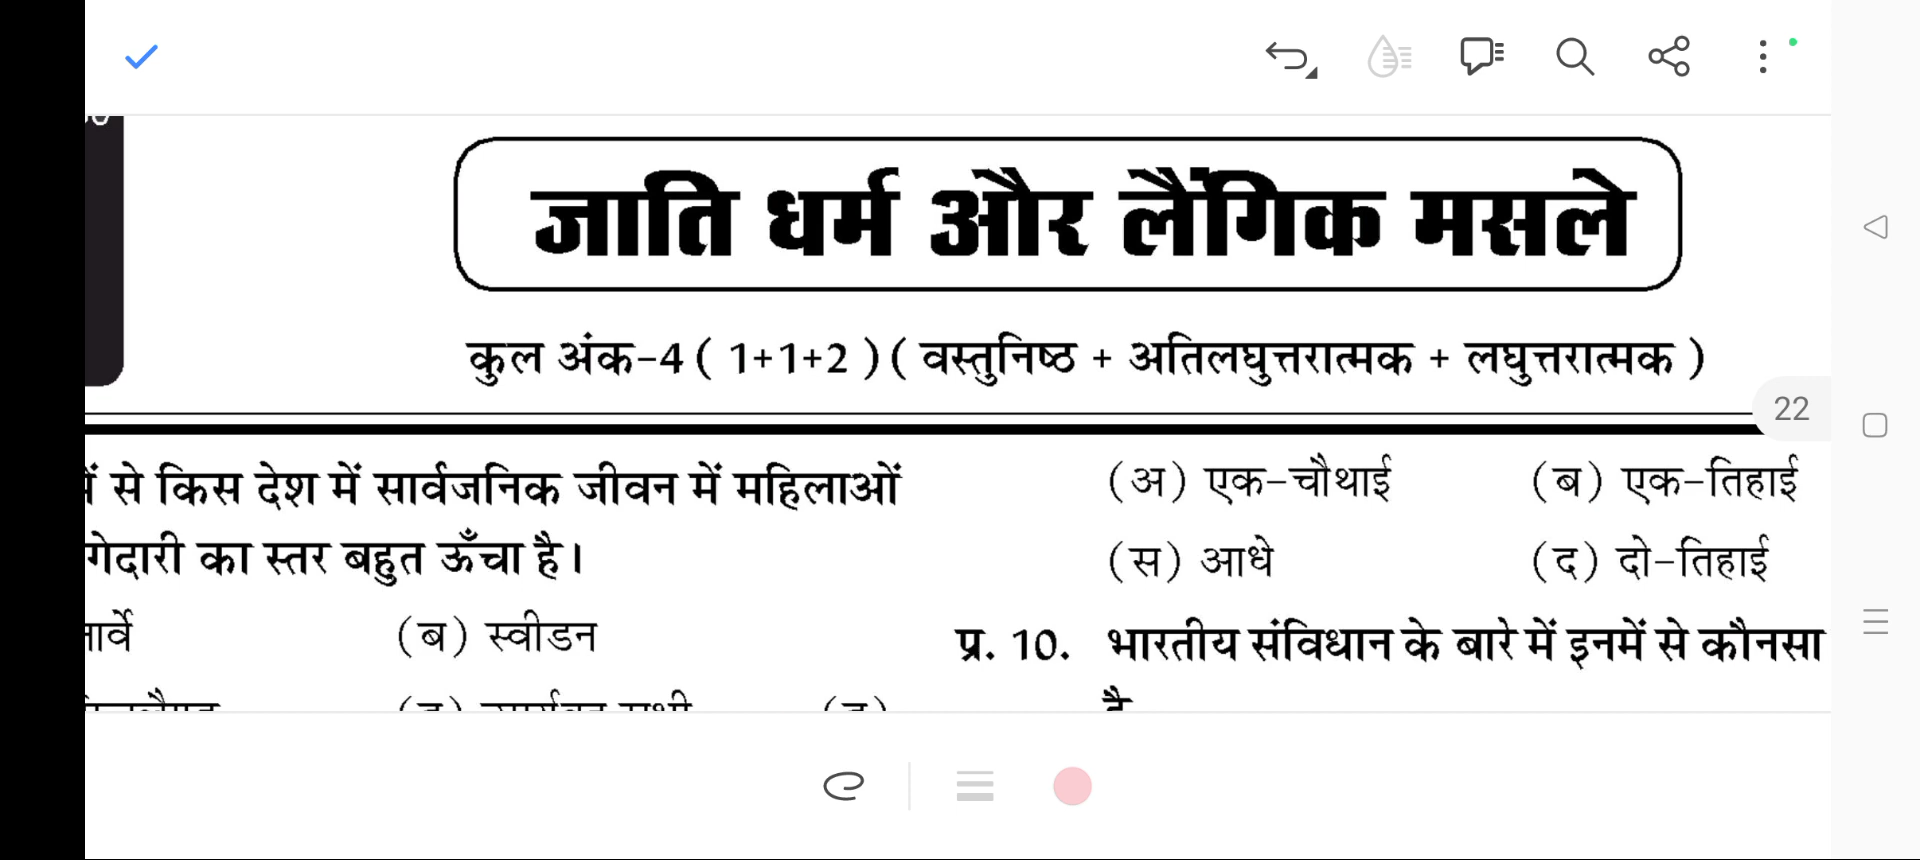 जाति धर्म और लैंगिक मसले
कुल अंक-4 ( 1+1+2 ) ( वस्तुनिष्ठ + अतिलघुत्तरात्मक + लघुत्तरात्मक )
22
से किस देश में सार्वजनिक जीवन में महिलाओं
का स्तर बहुत ऊँचा है।
(ब) स्वीडन
(अ) एक-चौथाई (ब) एक-तिहाई
(स) आधे (द) दो-तिहाई
प्र. 10. भारतीय संविधान के बारे में इनमें से कौनसा